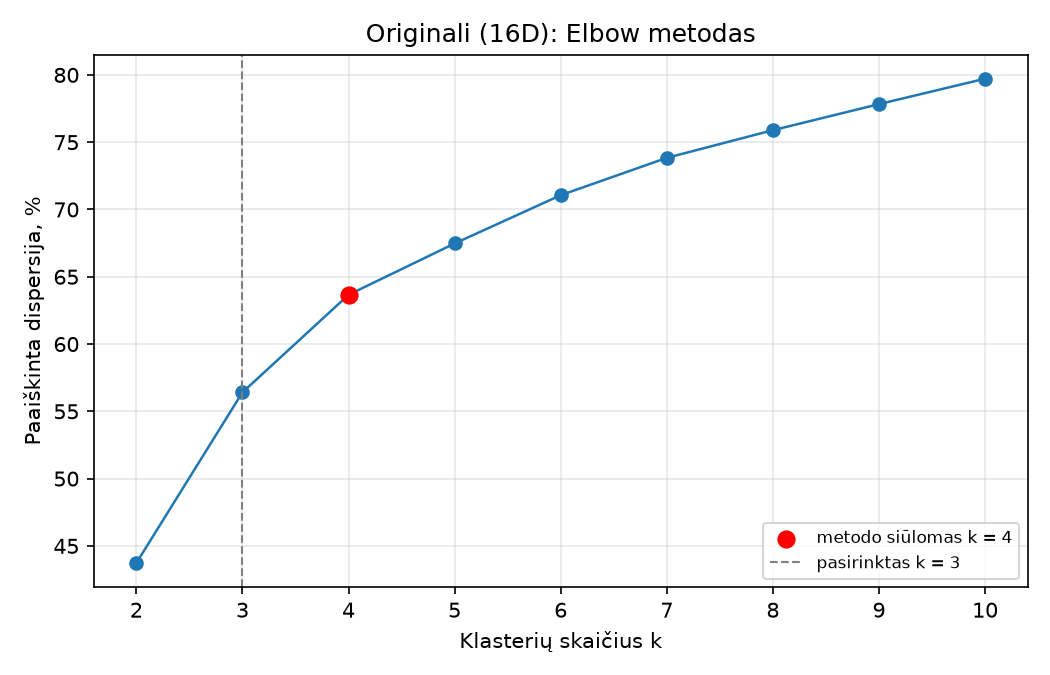 Originali (16D): Elbow metodas
Paaiškinta dispersija, %
80
75
70
65
60
55
50
45
metodo siūlomas k = 4
pasirinktas k = 3
2 3 4 5 6 7 8 9 10
Klasterių skaičius k